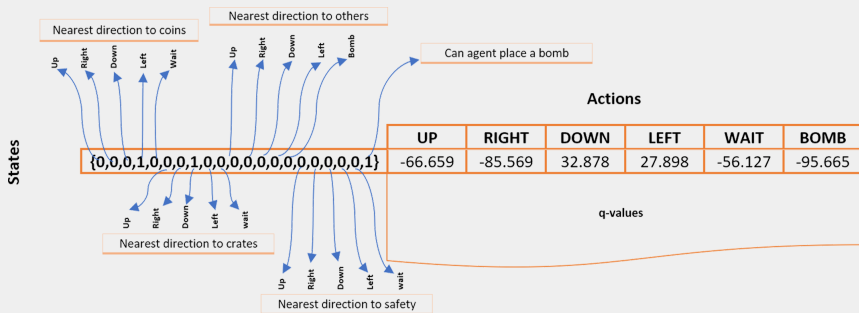 Nearest direction to others
Nearest direction to coins
Up
Right
Down
Left
Wait
Up
Right
Down
Left
Bomb
Can agent place a bomb
Actions
States
UP RIGHT DOWN LEFT WAIT BOMB
{0,0,0,1,0,0,0,1,0,0,0,0,0,0,0,0,0,0,0,0,1} -66.659 -85.569 32.878 27.898 -56.127 -95.665
Up
Right
Down
Left
wait
q-values
Nearest direction to crates
Up
Right
Down
Left
wait
Nearest direction to safety